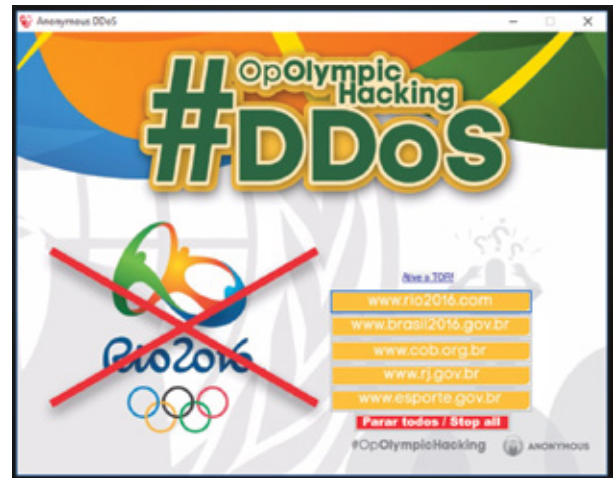 Anonymous DDoS
#OpOlympic
Hacking
#DDoS
Ative a TOR!
www.rio2016.com
www.brasil2016.gov.br
www.cob.org.br
www.rj.gov.br
www.esporte.gov.br
Rio2016
Parar todos / Stop all
#OpOlympicHacking ANONYMOUS